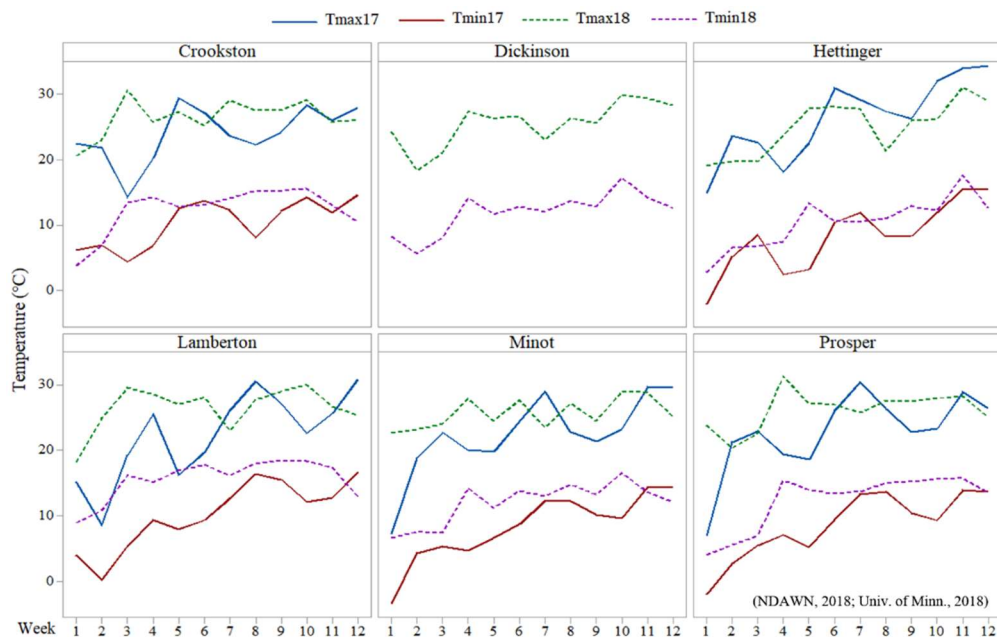 Tmax17 Tmin17 Tmax18 Tmin18
Crookston Dickinson Hettinger
30
20
10
0
Temperature (°C)
Lamberton Minot Prosper
30
20
10
0
(NDAWN, 2018; Univ. of Minn., 2018)
Week 1 2 3 4 5 6 7 8 9 10 11 12 1 2 3 4 5 6 7 8 9 10 11 12 1 2 3 4 5 6 7 8 9 10 11 12